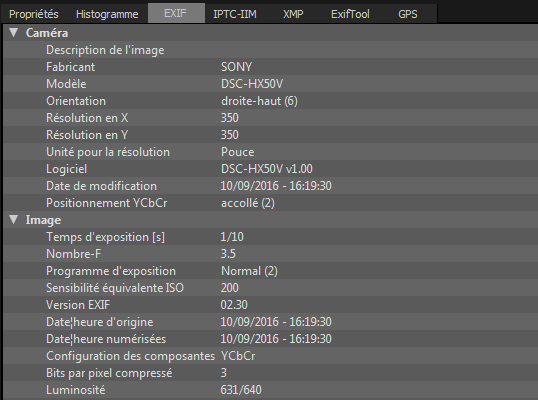 Propriétés Histogramme EXIF IPTC-IIM XMP ExifTool GPS
Caméra
Description de l'image
Fabricant SONY
Modèle DSC-HX50V
Orientation droite-haut (6)
Résolution en X 350
Résolution en Y 350
Unité pour la résolution Pouce
Logiciel DSC-HX50V v1.00
Date de modification 10/09/2016 - 16:19:30
Positionnement YCbCr accollé (2)
Image
Temps d'exposition [s] 1/10
Nombre-F 3.5
Programme d'exposition Normal (2)
Sensibilité équivalente ISO 200
Version EXIF 02.30
Date¦heure d'origine 10/09/2016 - 16:19:30
Date¦heure numérisées 10/09/2016 - 16:19:30
Configuration des composantes YCbCr
Bits par pixel compressé 3
Luminosité 631/640